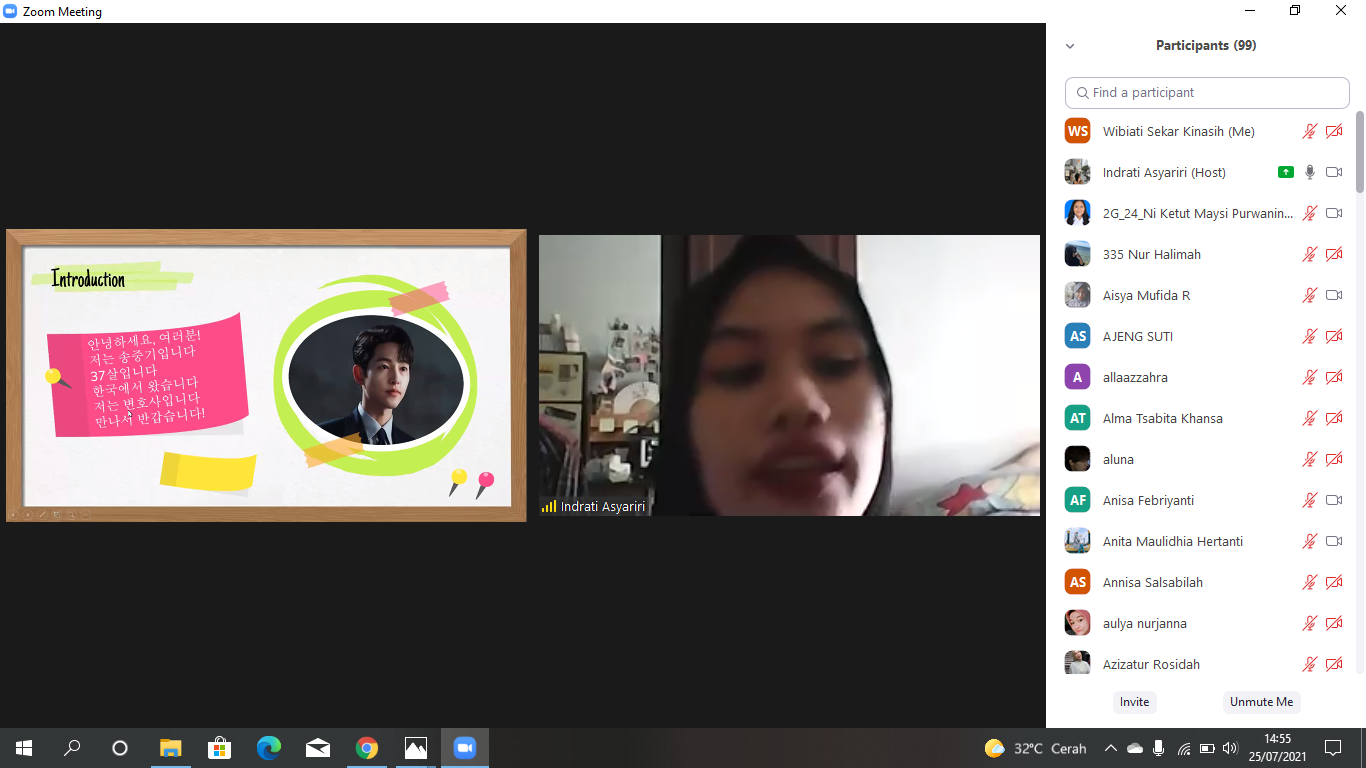 Zoom Meeting
Introduction
안녕하세요, 여러분!
저는 송중기입니다
37살입니다
한국에서 왔습니다
저는 변호사입니다
만나서 반갑습니다!
Indrati Asyariri
Participants (99)
Find a participant
WS Wibiati Sekar Kinasih (Me)
Indrati Asyariri (Host)
2G_24_Ni Ketut Maysi Purwanin...
335 Nur Halimah
Aisya Mufida R
AS AJENG SUTI
A allaazzahra
AT Alma Tsabita Khansa
aluna
AF Anisa Febriyanti
Anita Maulidhia Hertanti
AS Annisa Salsabilah
aulya nurjanna
Azizatur Rosidah
Invite
Unmute Me
32°C Cerah
14:55
25/07/2021